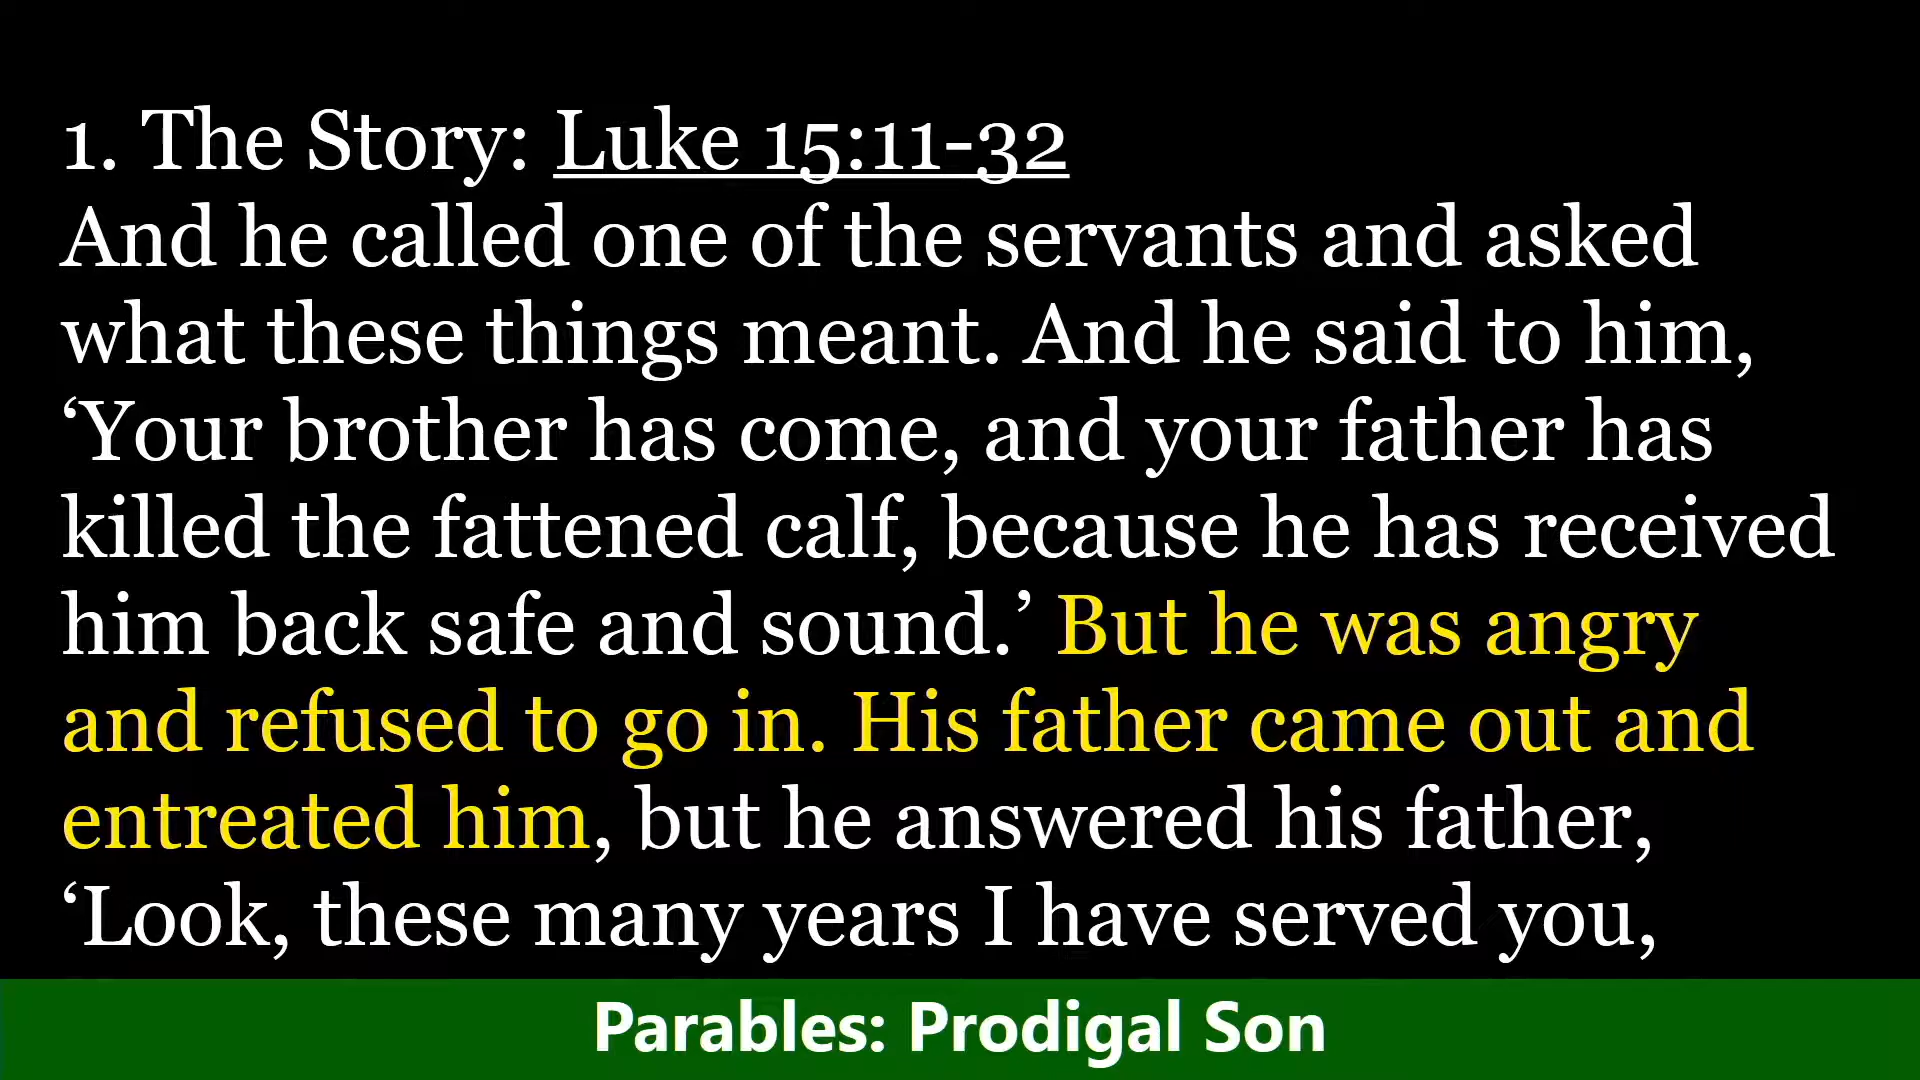 1. The Story: Luke 15:11-32
And he called one of the servants and asked
what these things meant. And he said to him,
‘Your brother has come, and your father has
killed the fattened calf, because he has received
him back safe and sound.’ But he was angry
and refused to go in. His father came out and
entreated him, but he answered his father,
‘Look, these many years I have served you,
Parables: Prodigal Son